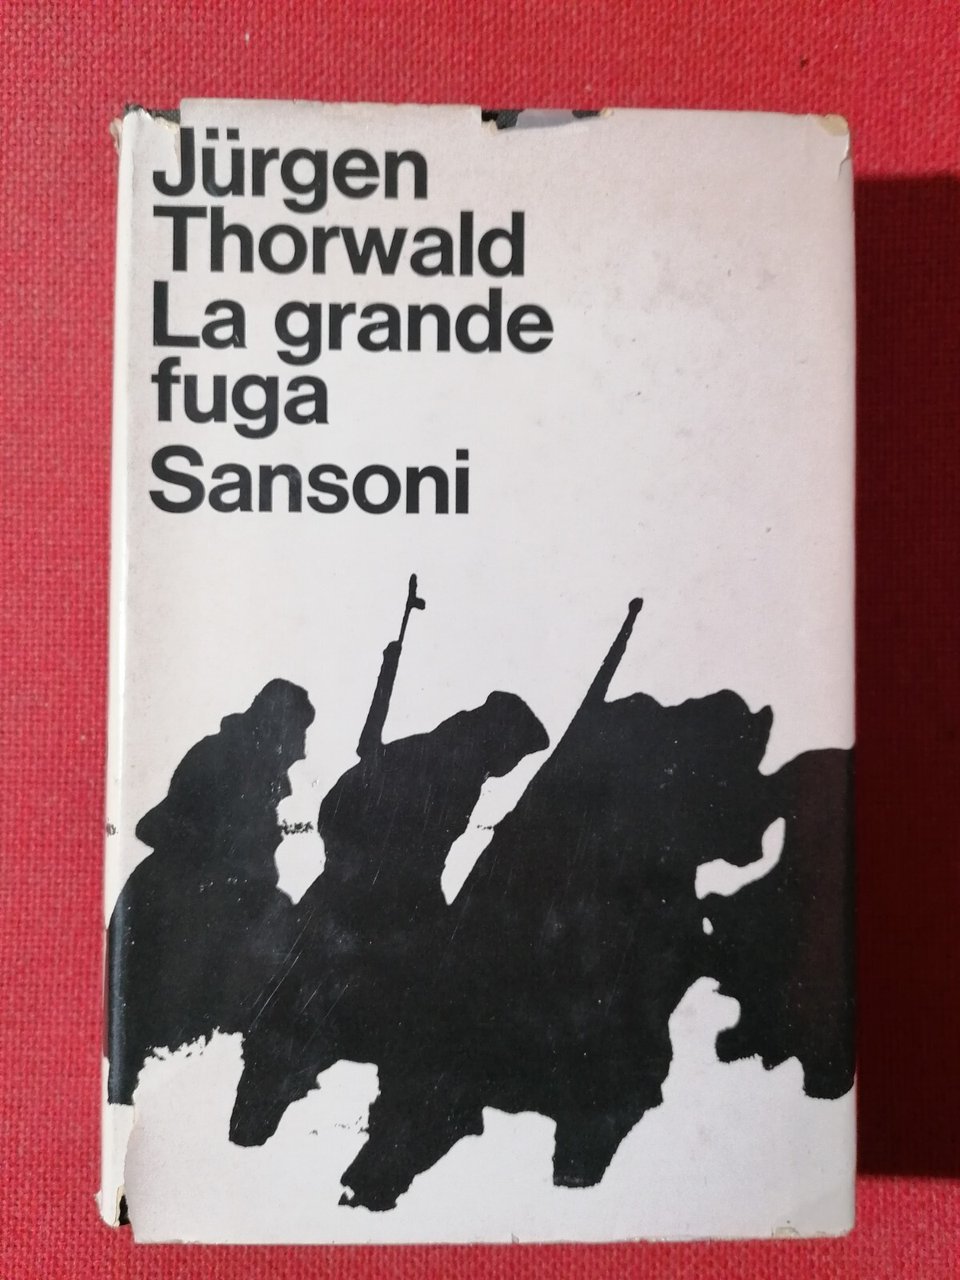 Jürgen
Thorwald
La grande
fuga
Sansoni